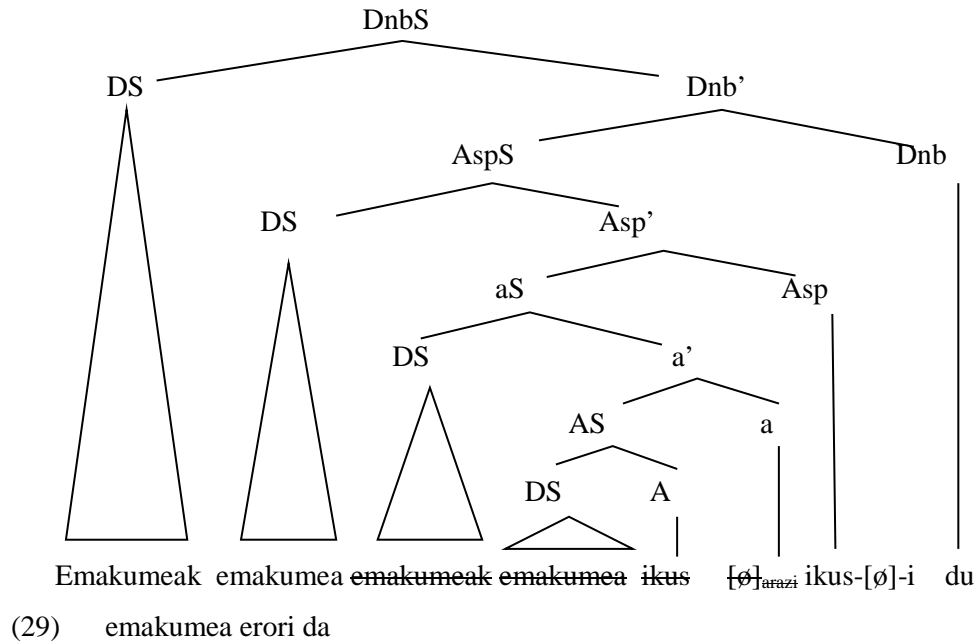 DnbS
DS Dnb’
AspS Dnb
DS Asp’
aS Asp
DS a’
AS a
DS A
Emakumeak emakumea emakumeak emakumea ikus [ø]arazi ikus-[ø]-i du
(29) emakumea erori da